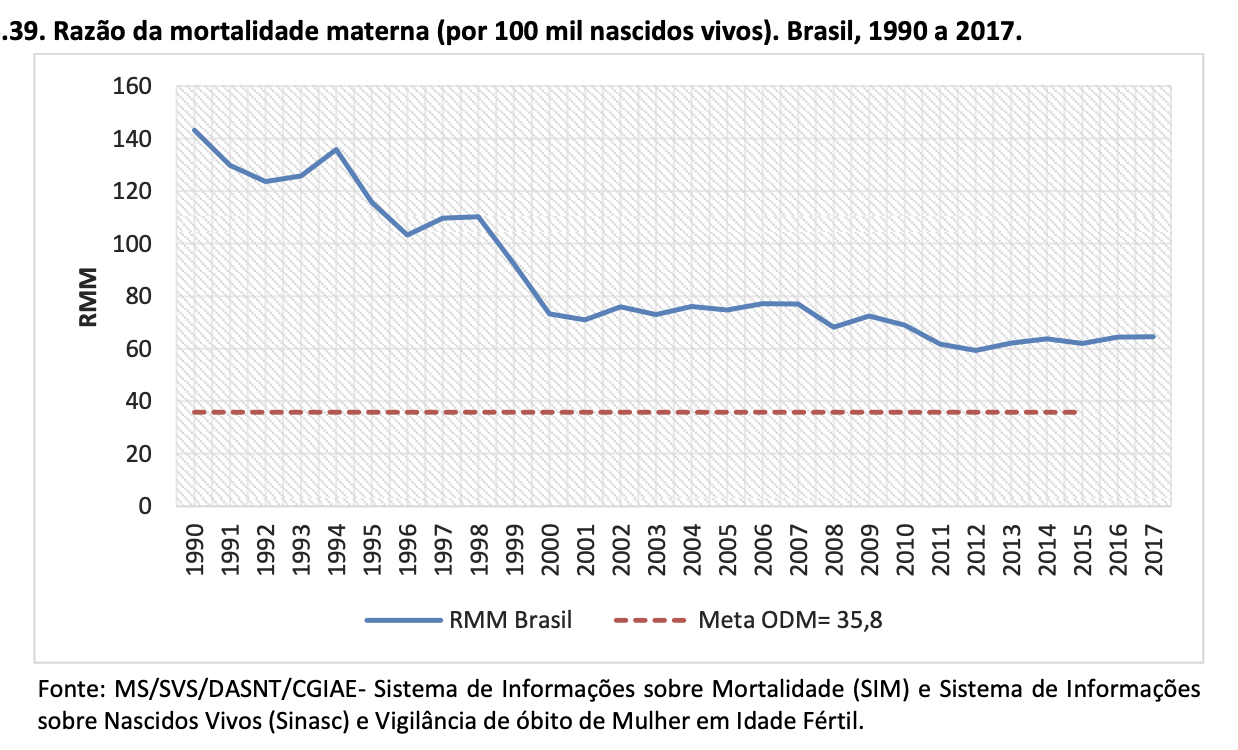 .39. Razão da mortalidade materna (por 100 mil nascidos vivos). Brasil, 1990 a 2017.
160
140
120
100
80
60
40
20
0
RMM
1990 1991 1992 1993 1994 1995 1996 1997 1998 1999 2000 2001 2002 2003 2004 2005 2006 2007 2008 2009 2010 2011 2012 2013 2014 2015 2016 2017
RMM Brasil Meta ODM= 35,8
Fonte: MS/SVS/DASNT/CGIAE- Sistema de Informações sobre Mortalidade (SIM) e Sistema de Informações
sobre Nascidos Vivos (Sinasc) e Vigilância de óbito de Mulher em Idade Fértil.